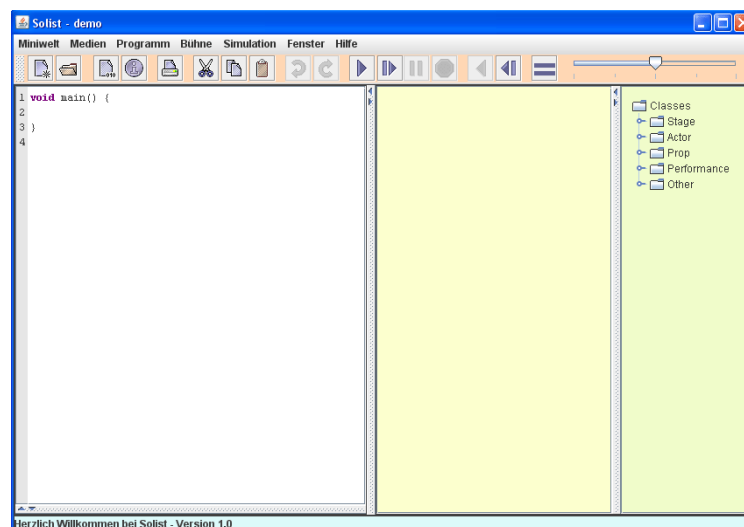 Solist - demo
Miniwelt Medien Programm Bühne Simulation Fenster Hilfe
1 void main() {
2
3 }
4
Classes
Stage
Actor
Prop
Performance
Other
Herzlich Willkommen bei Solist - Version 1.0